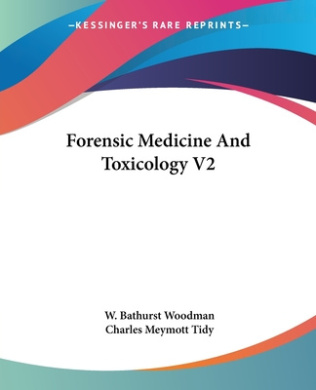 KESSINGER'S RARE REPRINTS
Forensic Medicine And
Toxicology V2
W. Bathurst Woodman
Charles Meymott Tidy